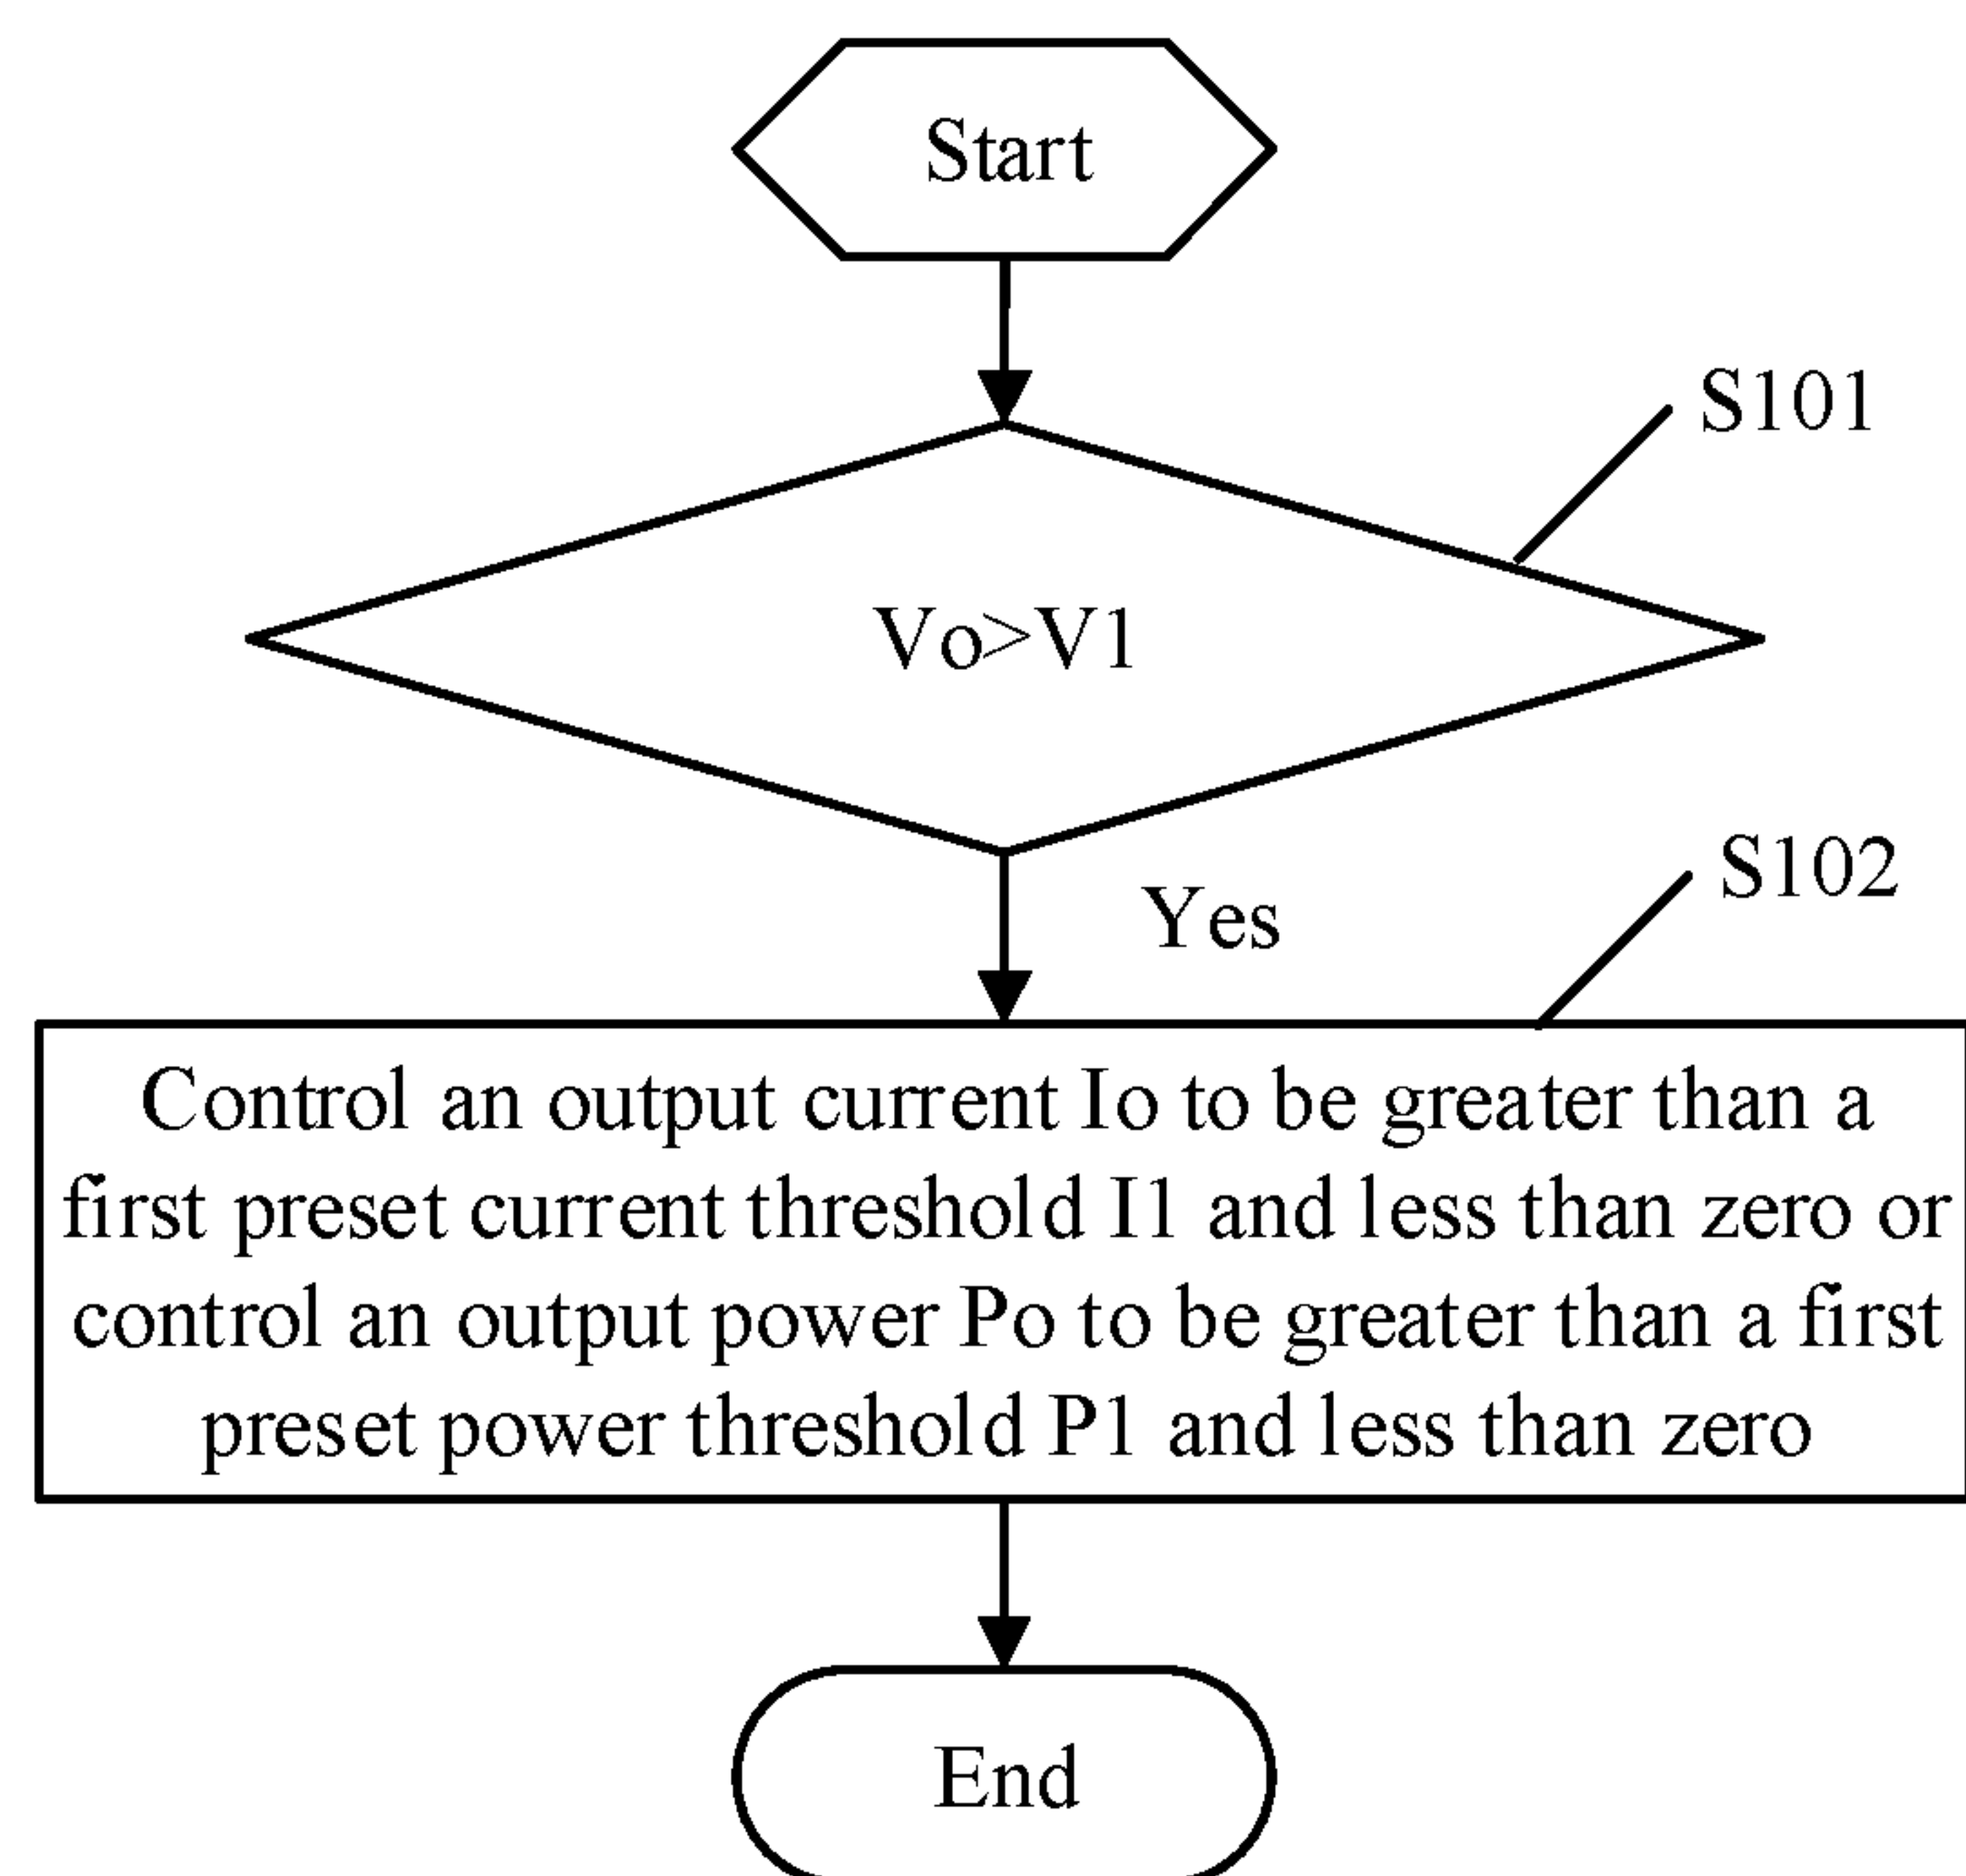 Start
S101
Vo>V1
S102
Yes
Control an output current Io to be greater than a
first preset current threshold I1 and less than zero or
control an output power Po to be greater than a first
preset power threshold P1 and less than zero
End